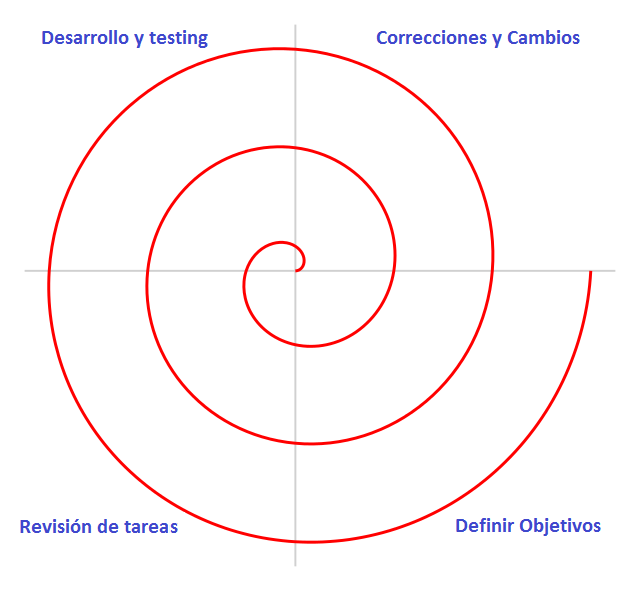 Desarrollo y testing
Correcciones y Cambios
Revisión de tareas
Definir Objetivos